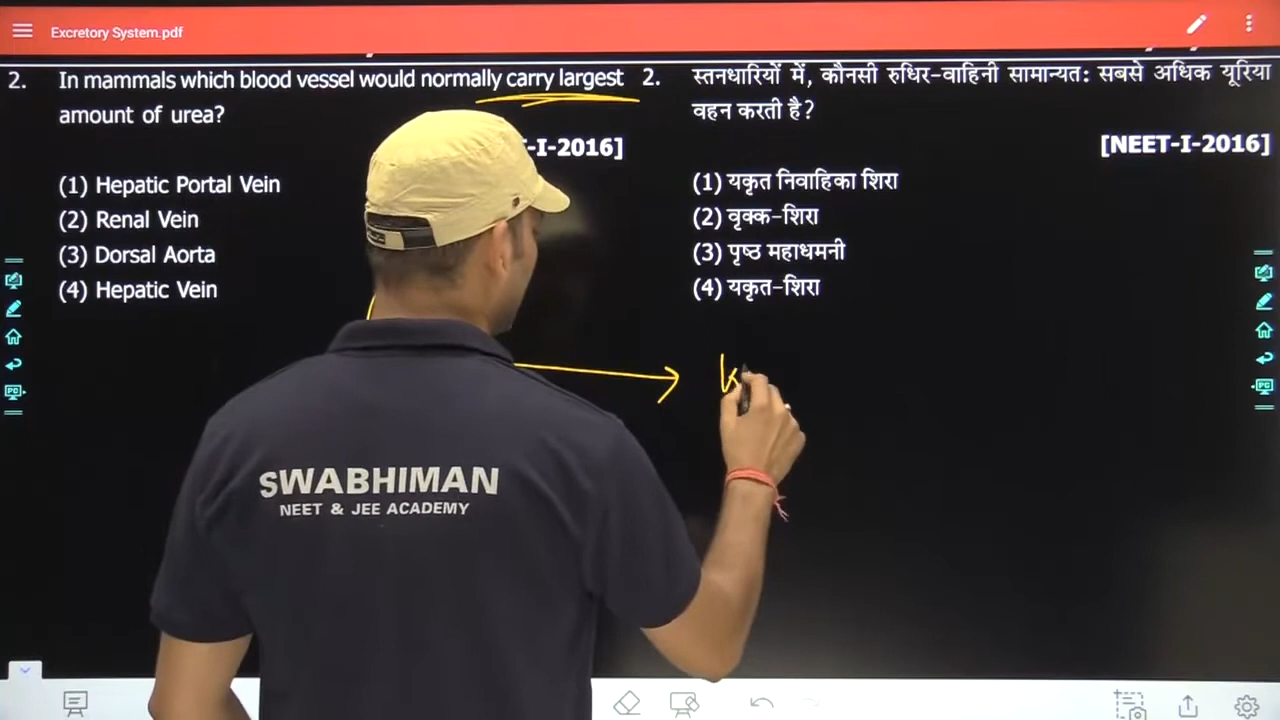 Excretory System.pdf
2. In mammals which blood vessel would normally carry largest
amount of urea?
-I-2016]
(1) Hepatic Portal Vein
(2) Renal Vein
(3) Dorsal Aorta
(4) Hepatic Vein
2. स्तनधारियों में, कौनसी रुधिर-वाहिनी सामान्यत: सबसे अधिक यूरिया
वहन करती है?
[NEET-I-2016]
(1) यकृत निवाहिका शिरा
(2) वृक्क-शिरा
(3) पृष्ठ महाधमनी
(4) यकृत-शिरा
SWABHIMAN
NEET & JEE ACADEMY